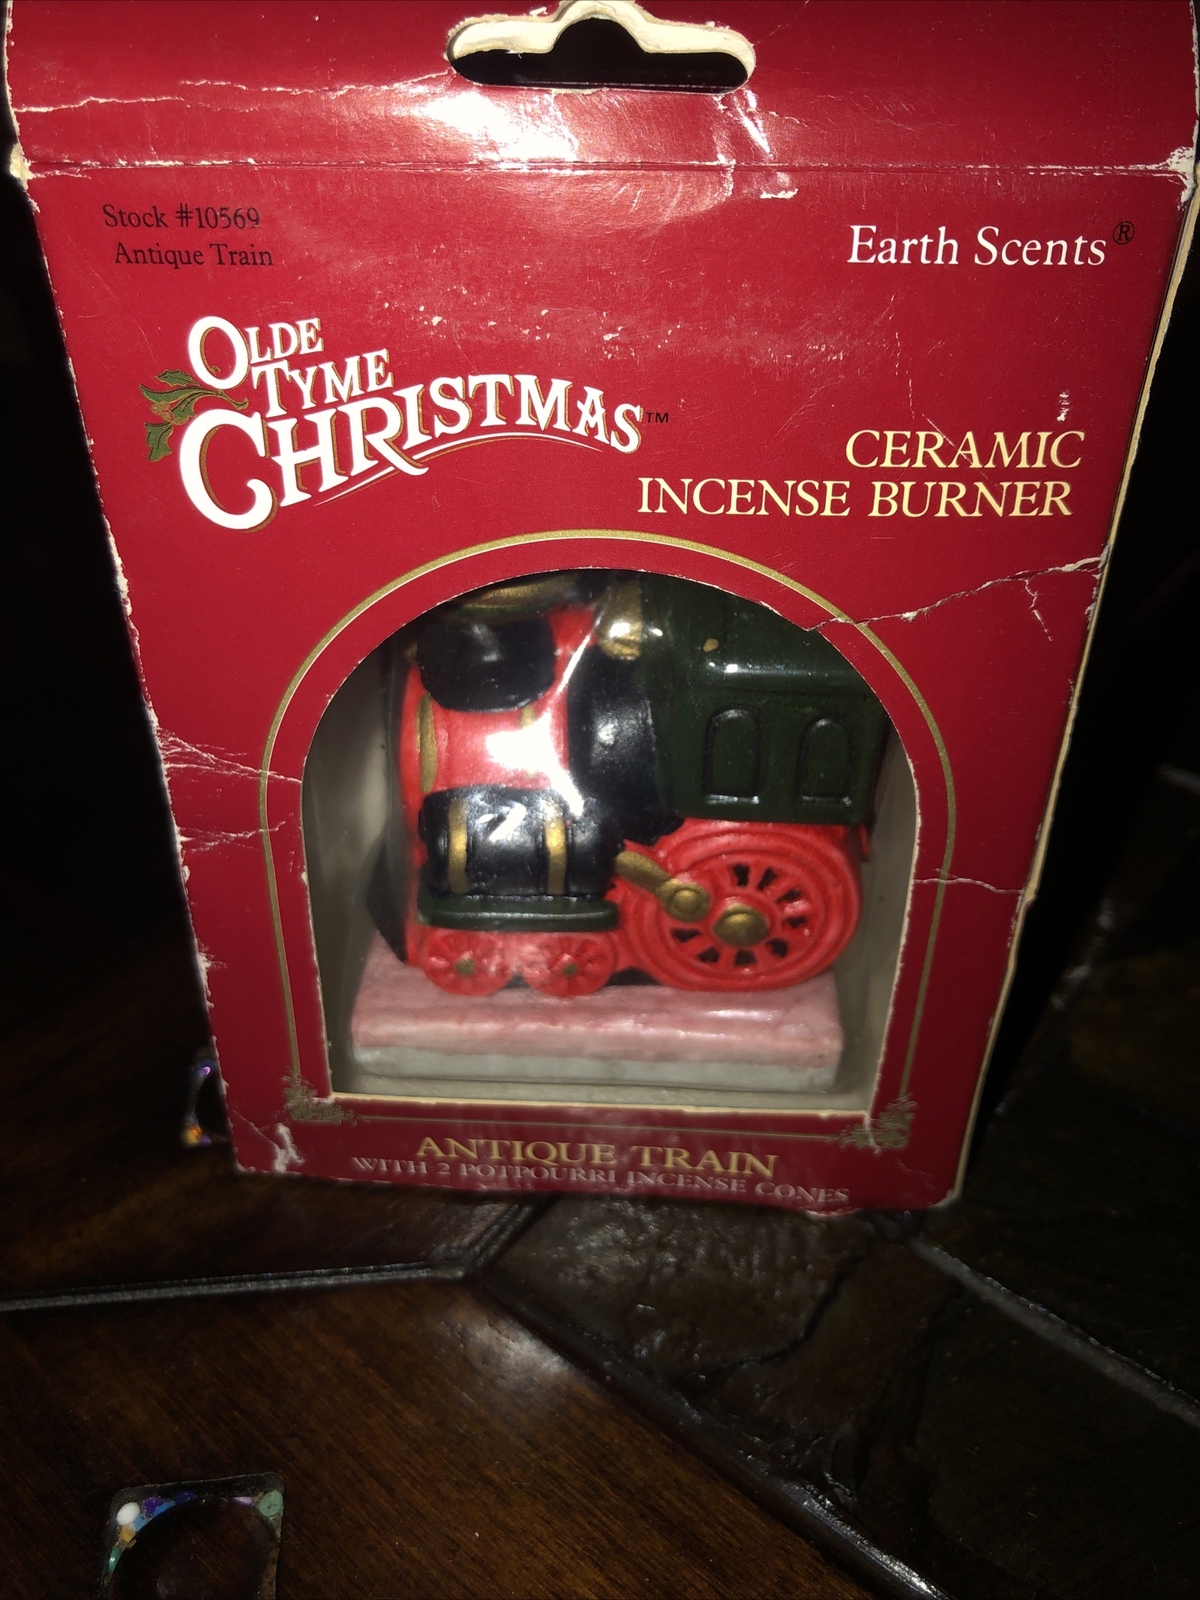 Stock #10569
Antique Train
Earth Scents®
OLDE
TYME
CHRISTMAS™
CERAMIC
INCENSE BURNER
ANTIQUE TRAIN
WITH 2 POTPOURRI INCENSE CONES